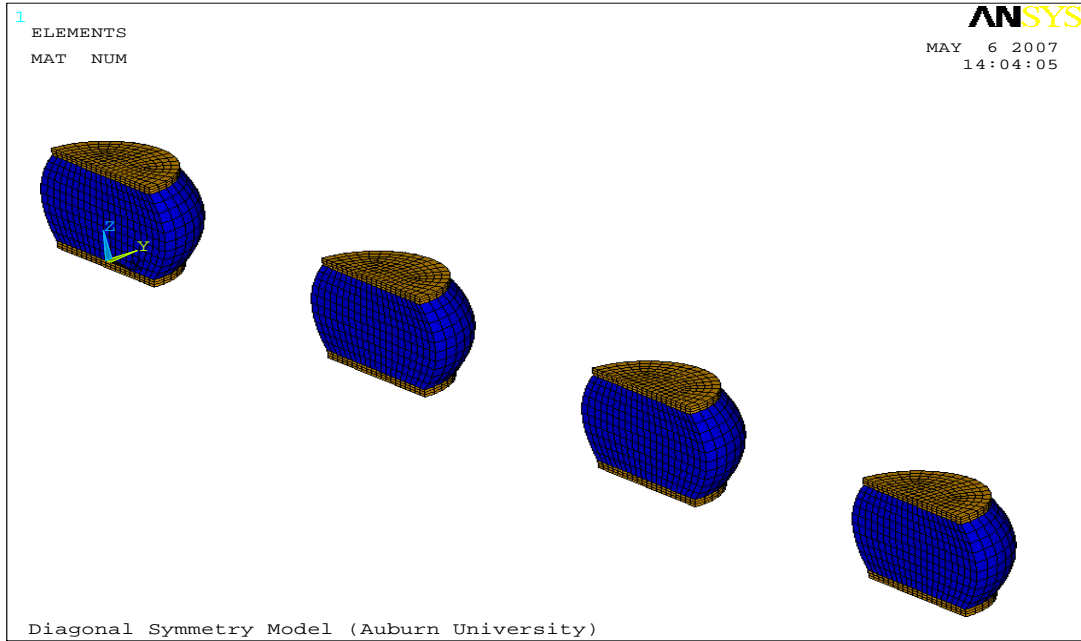 1
ELEMENTS
MAT NUM
ANSYS
MAY 6 2007
14:04:05
Z
Y
Diagonal Symmetry Model (Auburn University)